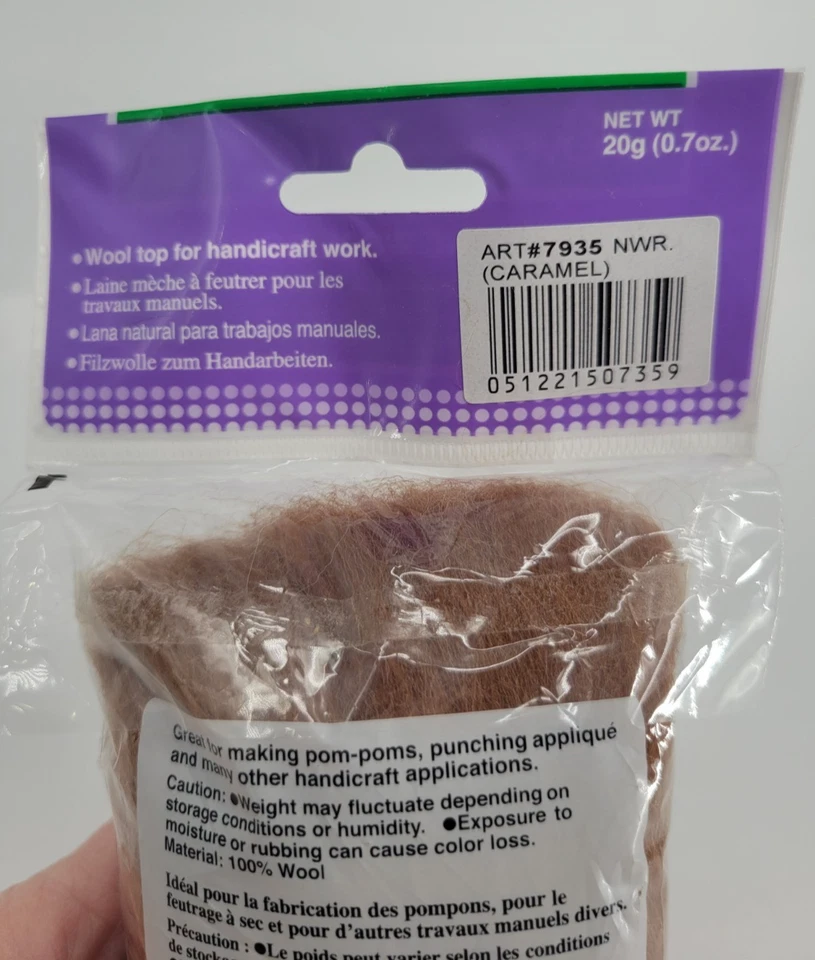 NET WT
20g (0.7oz.)
●Wool top for handicraft work.
●Laine mèche à feutrer pour les
travaux manuels.
●Lana natural para trabajos manuales.
●Filzwolle zum Handarbeiten.
ART#7935 NWR.
(CARAMEL)
051221507359
Great for making pom-poms, punching appliqué
and many other handicraft applications.
Caution: ●Weight may fluctuate depending on
storage conditions or humidity. ●Exposure to
moisture or rubbing can cause color loss.
Material: 100% Wool
Idéal pour la fabrication des pompons, pour le
feutrage à sec et pour d'autres travaux manuels divers.
Précaution : ●Le poids peut varier selon les conditions
de